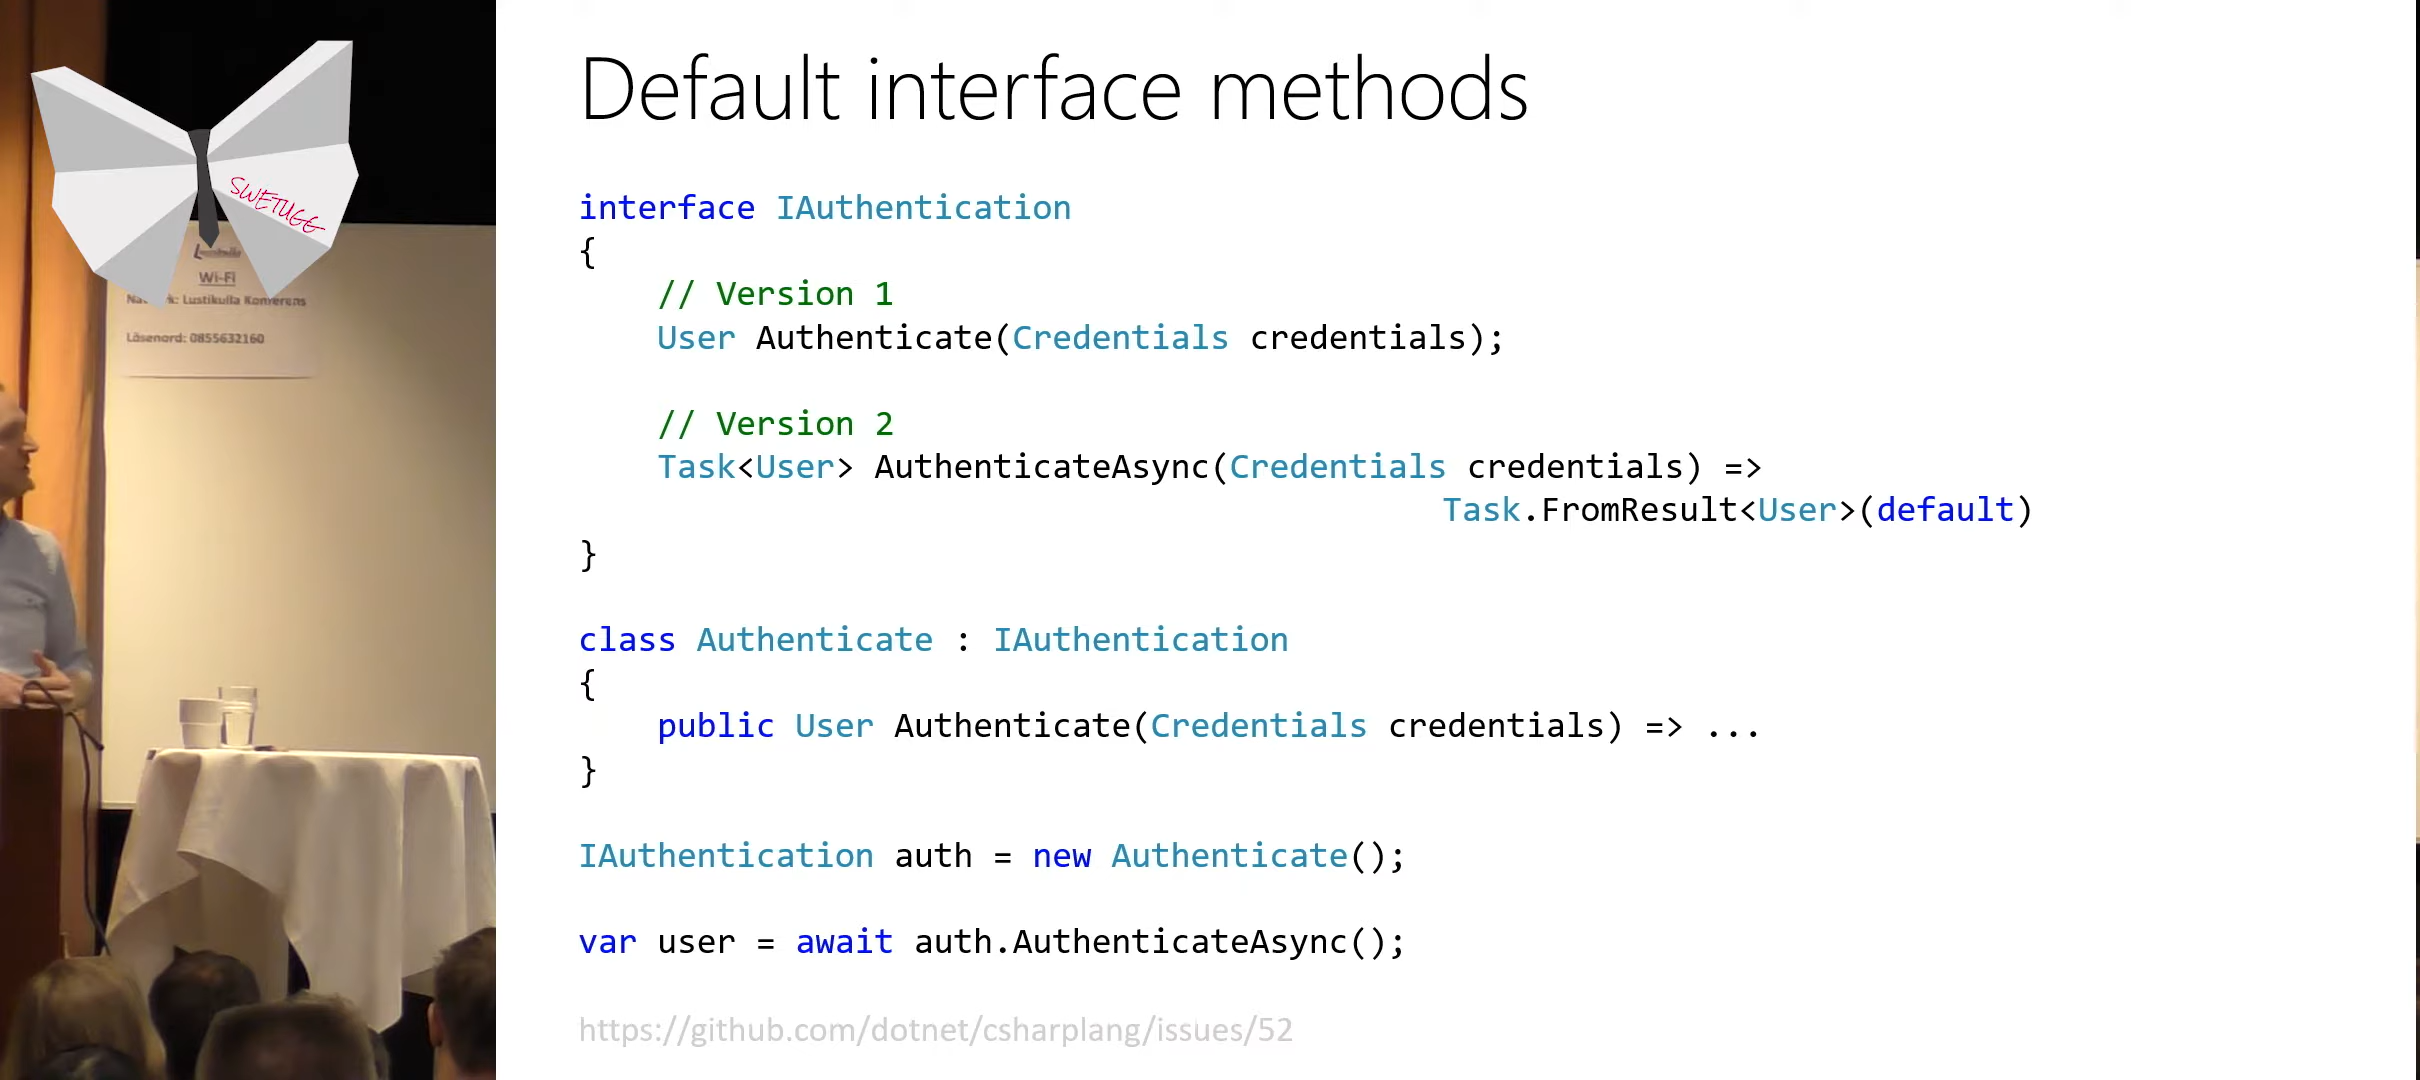 Default interface methods
interface IAuthentication
{
// Version 1
User Authenticate(Credentials credentials);
// Version 2
Task<User> AuthenticateAsync(Credentials credentials) =>
Task.FromResult<User>(default)
}
class Authenticate : IAuthentication
{
public User Authenticate(Credentials credentials) => ...
}
IAuthentication auth = new Authenticate();
var user = await auth.AuthenticateAsync();
https://github.com/dotnet/csharplang/issues/52
SWETUGG
Wi-Fi
Lustikulla Konferens
Lösenord: 0855632160